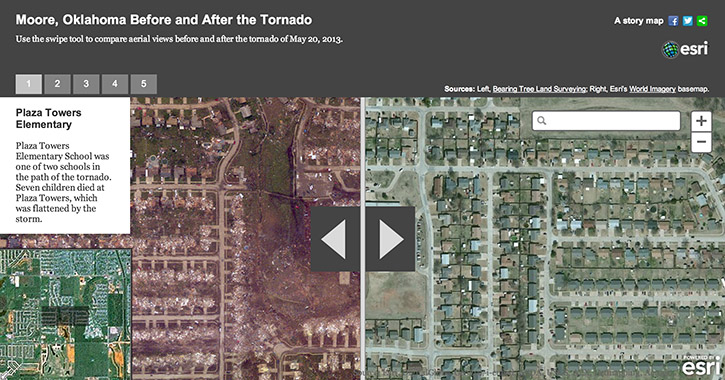 Moore, Oklahoma Before and After the Tornado
Use the swipe tool to compare aerial views before and after the tornado of May 20, 2013.
A story map
esri
1 2 3 4 5
Sources: Left, Bearing Tree Land Surveying; Right, Esri's World Imagery basemap.
Plaza Towers
Elementary
Plaza Towers
Elementary School was
one of two schools in
the path of the tornado.
Seven children died at
Plaza Towers, which
was flattened by the
storm.
+
−
POWERED BY
esri